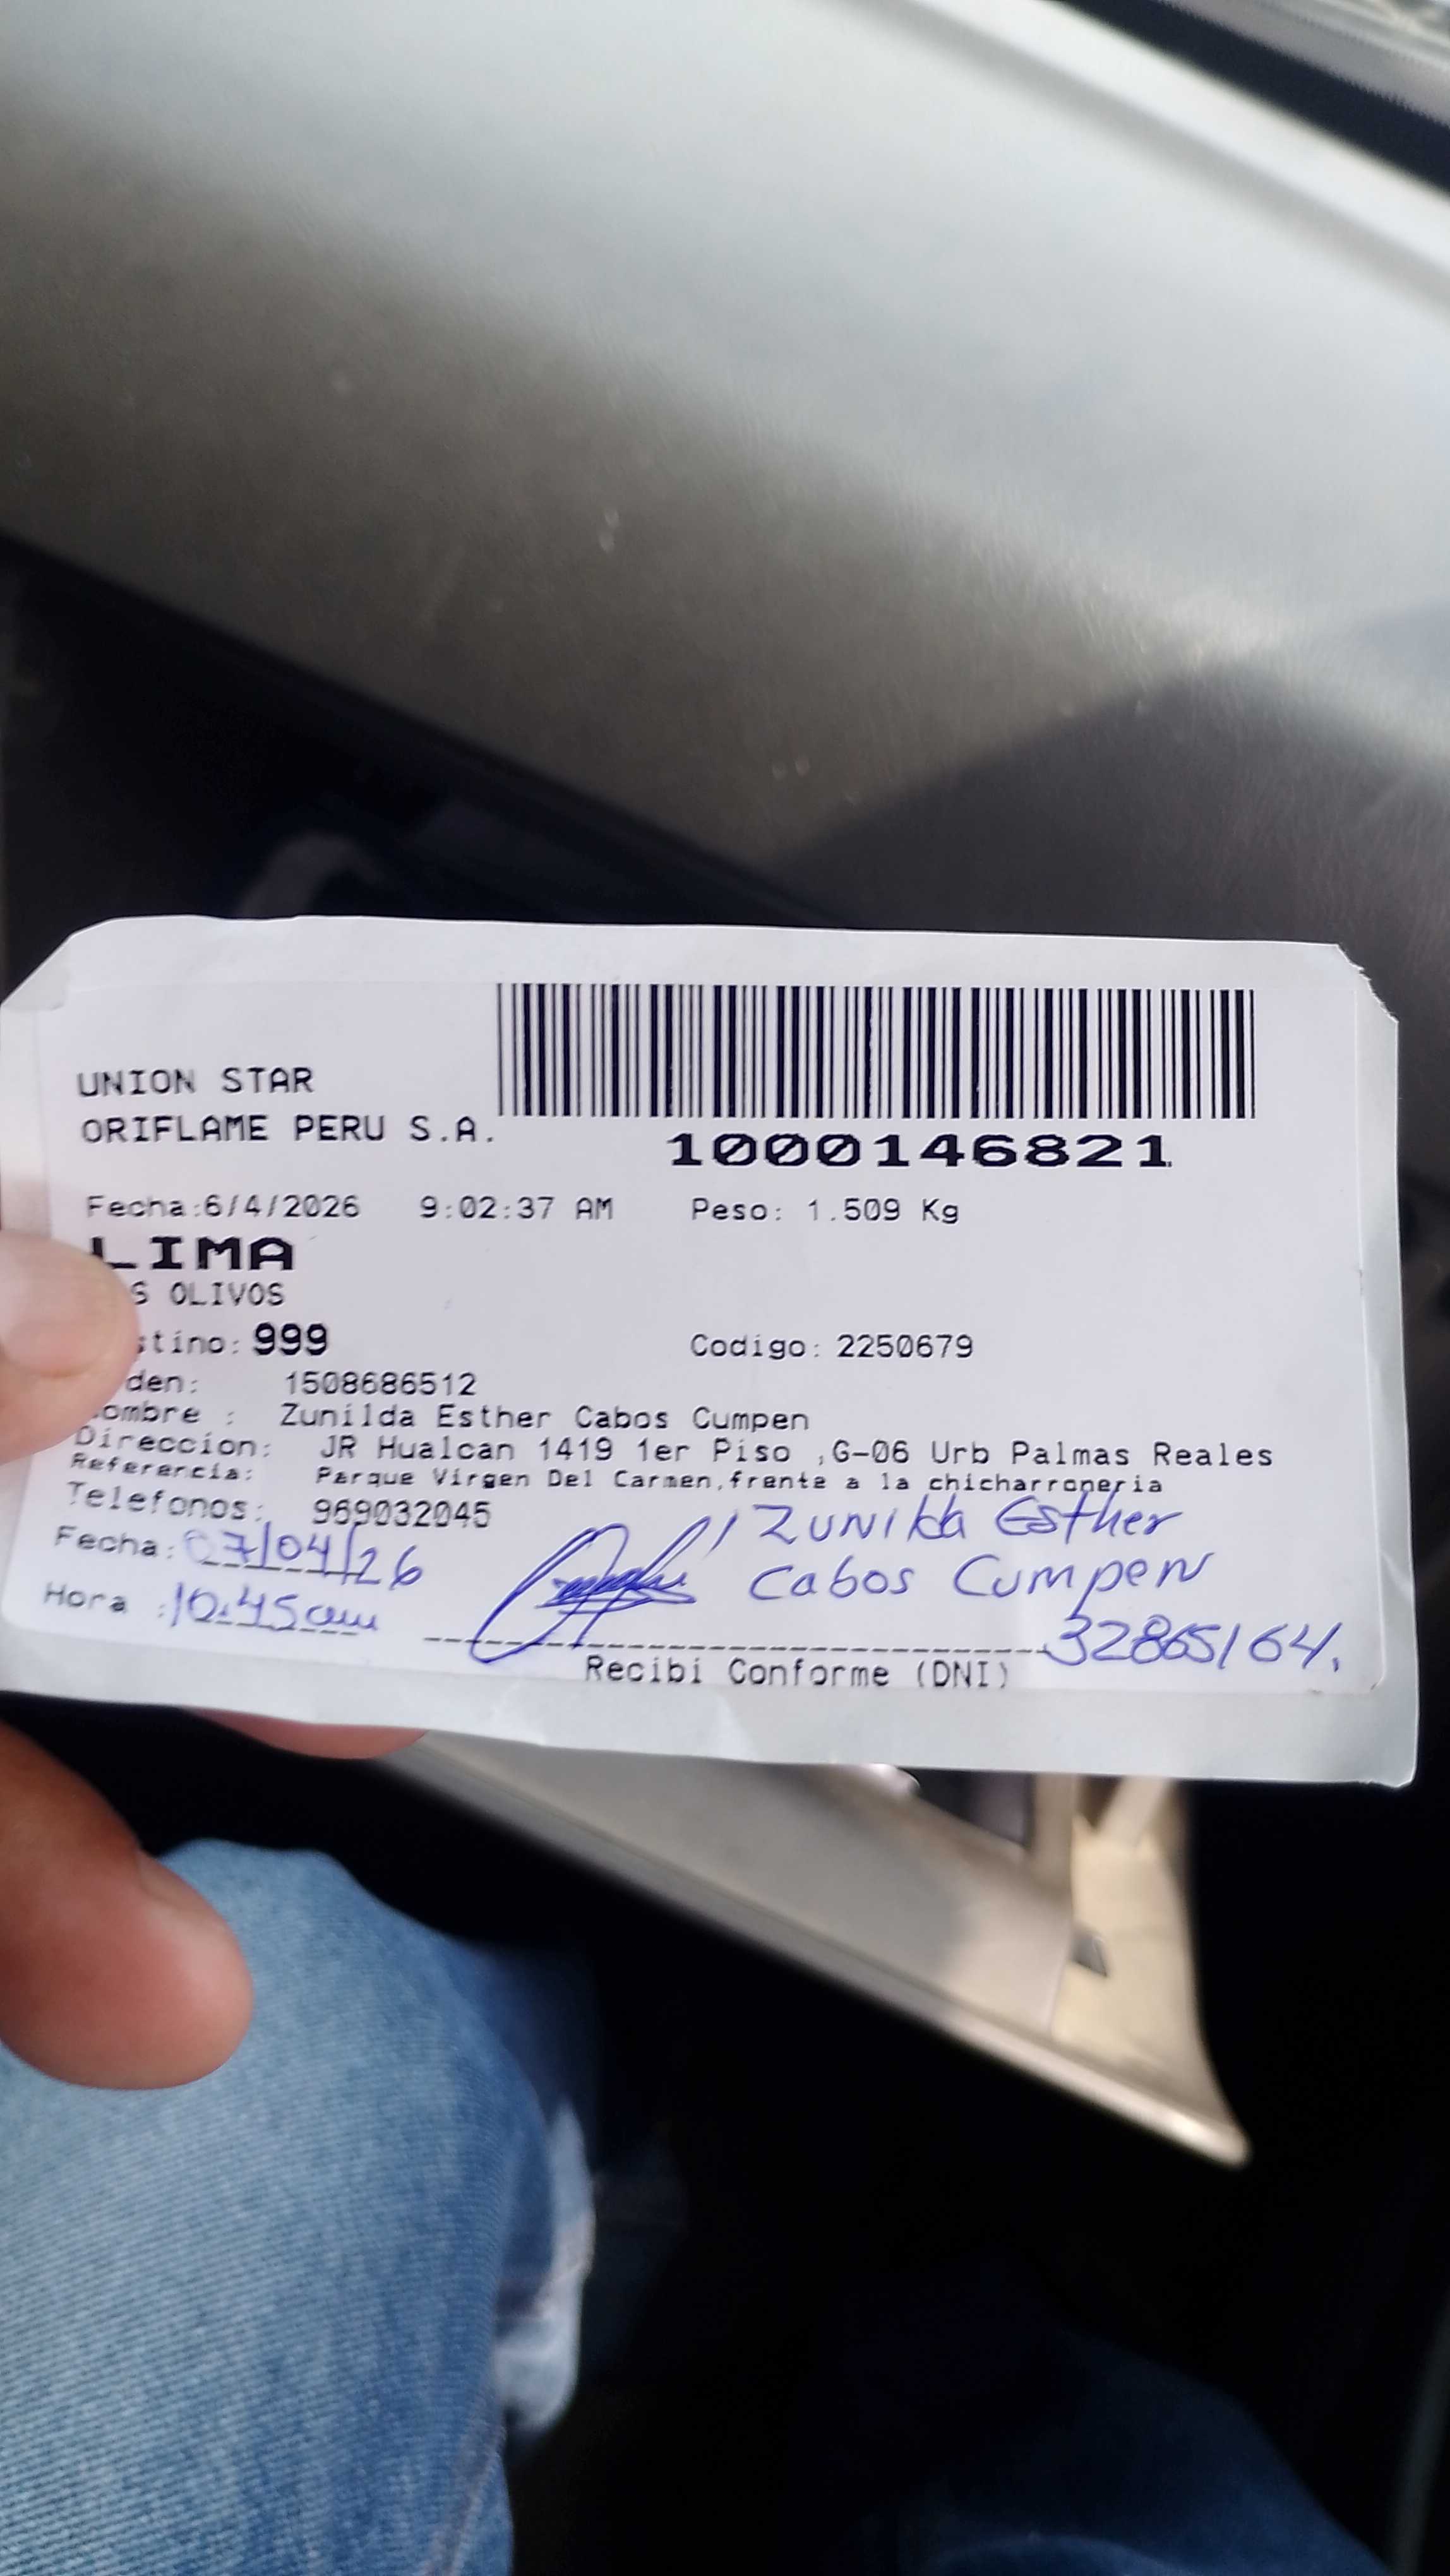 UNION STAR
ORIFLAME PERU S.A.
1000146821
Fecha:6/4/2026 9:02:37 AM Peso: 1.509 Kg
LIMA
S OLIVOS
stino: 999 Codigo: 2250679
den: 1508686512
ombre : Zunilda Esther Cabos Cumpen
Direccion: JR Hualcan 1419 1er Piso ,G-06 Urb Palmas Reales
Referencia: Parque Virgen Del Carmen,frente a la chicharroneria
Telefonos: 969032045
Zunilda Esther
Fecha: 07/04/26
Cabos Cumpen
Hora : 10:45am
32865164.
Recibi Conforme (DNI)